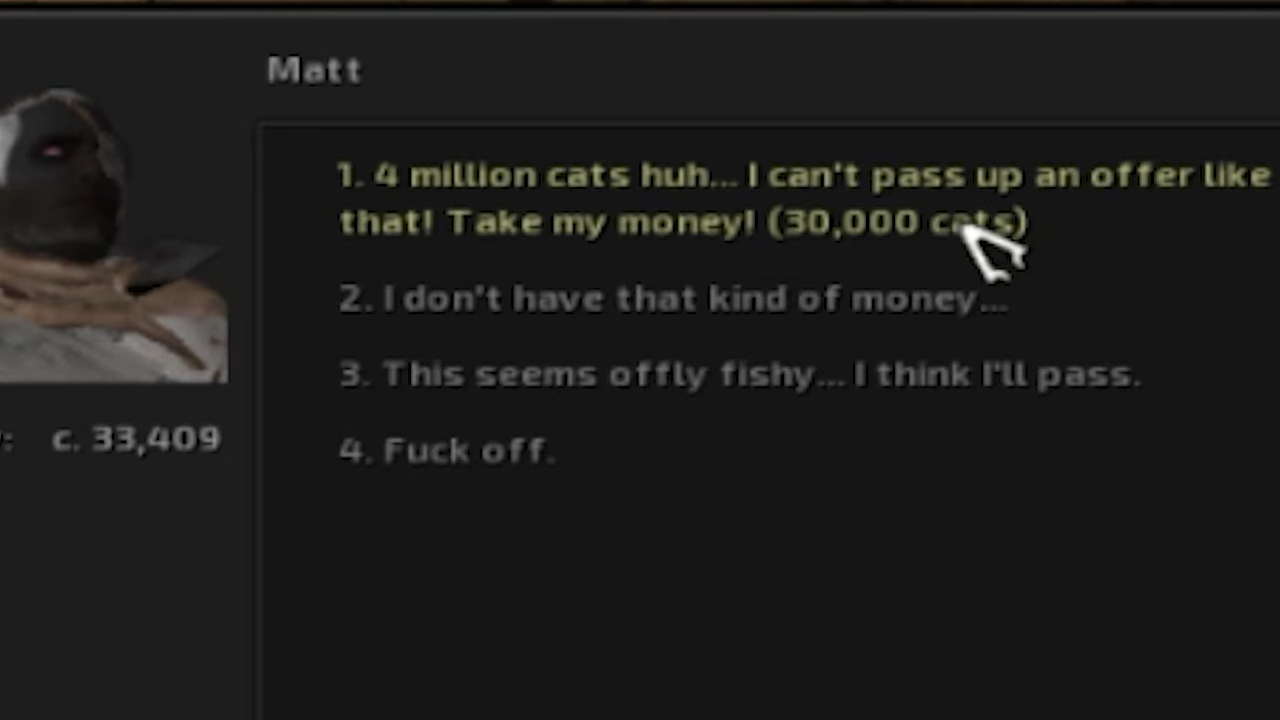 Matt
1. 4 million cats huh... I can't pass up an offer like
that! Take my money! (30,000 cats)
2. I don't have that kind of money...
3. This seems offly fishy... I think I'll pass.
4. Fuck off.
c. 33,409